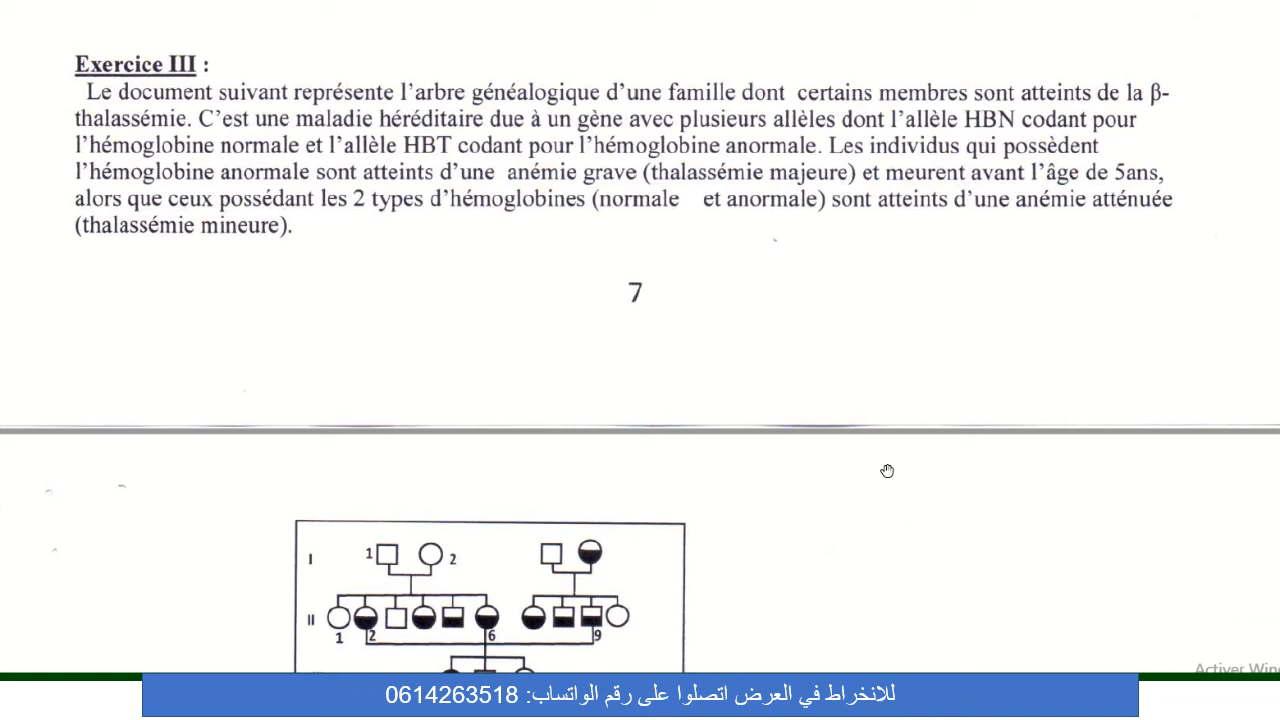 Exercice III :
Le document suivant représente l'arbre généalogique d'une famille dont certains membres sont atteints de la β-
thalassémie. C'est une maladie héréditaire due à un gène avec plusieurs allèles dont l'allèle HBN codant pour
l'hémoglobine normale et l'allèle HBT codant pour l'hémoglobine anormale. Les individus qui possèdent
l'hémoglobine anormale sont atteints d'une anémie grave (thalassémie majeure) et meurent avant l'âge de 5ans,
alors que ceux possédant les 2 types d'hémoglobines (normale et anormale) sont atteints d'une anémie atténuée
(thalassémie mineure).
7
I 1 2
II
1 2 6 9
Activer Wind
للانخراط في العرض اتصلوا على رقم الواتساب: 0614263518